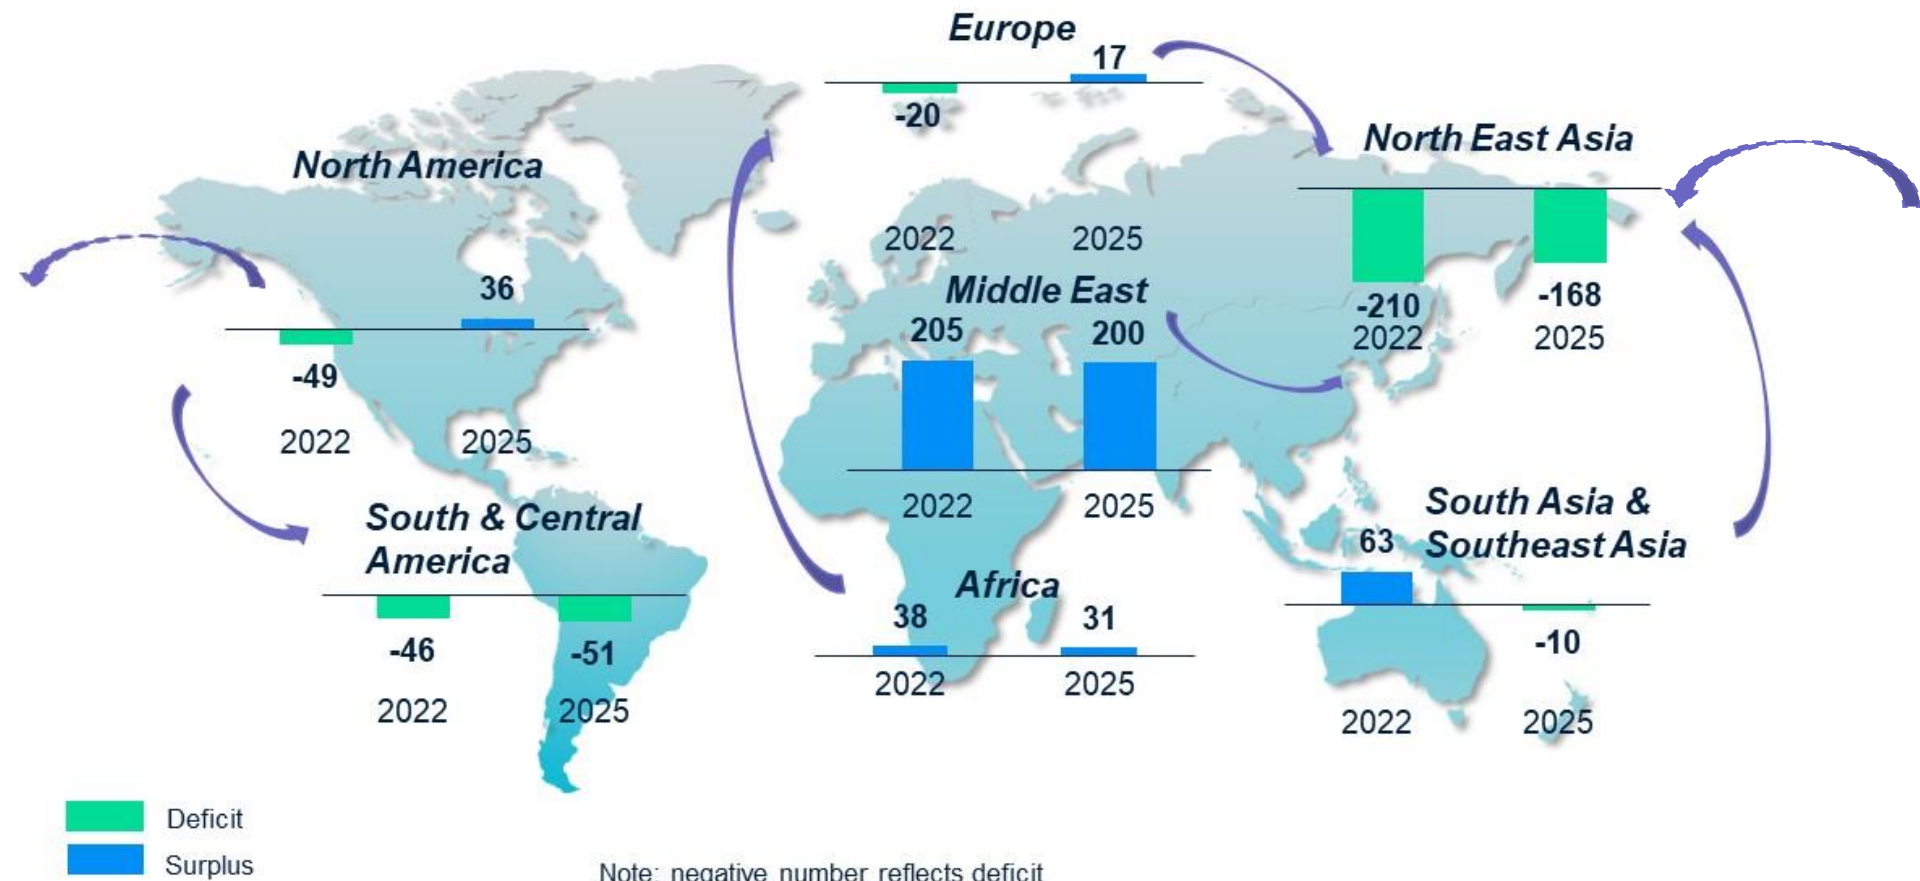 Europe
17
-20
2022 2025
North America
36
-49
2022 2025
South & Central
America
-46 -51
2022 2025
Middle East
205 200
2022 2025
Africa
38 31
2022 2025
North East Asia
-210 -168
2022 2025
South Asia &
Southeast Asia
63
-10
2022 2025
Deficit
Surplus
Note: negative number reflects deficit